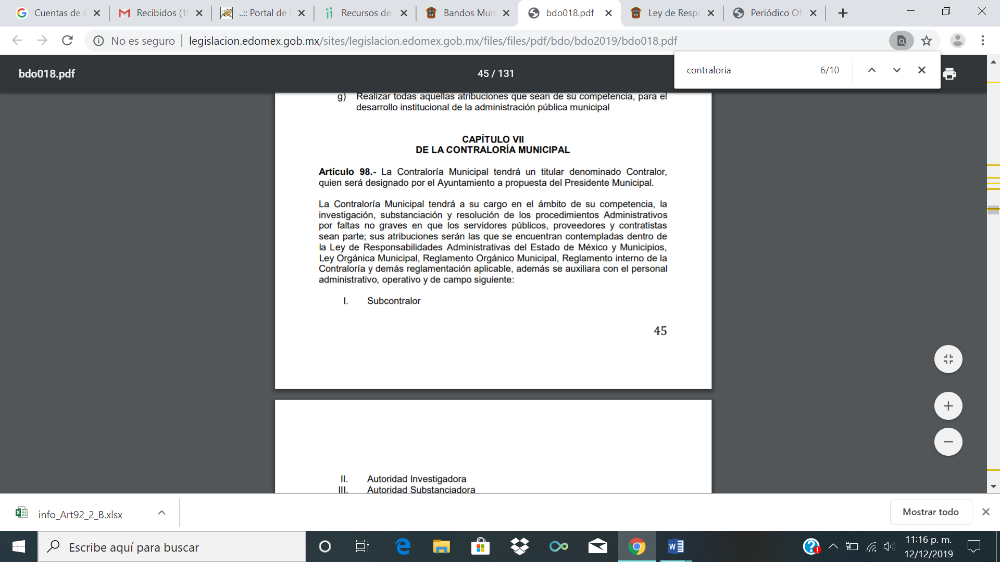 Cuentas de
Recibidos (1
..:: Portal de
Recursos de
Bandos Mun
bdo018.pdf
Ley de Resp
Periódico Of
No es seguro
legislacion.edomex.gob.mx/sites/legislacion.edomex.gob.mx/files/files/pdf/bdo/bdo2019/bdo018.pdf
bdo018.pdf
45 / 131
contraloria
6/10
g) Realizar todas aquellas atribuciones que sean de su competencia, para el
desarrollo institucional de la administración pública municipal
CAPÍTULO VII
DE LA CONTRALORÍA MUNICIPAL
Artículo 98.- La Contraloría Municipal tendrá un titular denominado Contralor,
quien será designado por el Ayuntamiento a propuesta del Presidente Municipal.
La Contraloría Municipal tendrá a su cargo en el ámbito de su competencia, la
investigación, substanciación y resolución de los procedimientos Administrativos
por faltas no graves en que los servidores públicos, proveedores y contratistas
sean parte; sus atribuciones serán las que se encuentran contempladas dentro de
la Ley de Responsabilidades Administrativas del Estado de México y Municipios,
Ley Orgánica Municipal, Reglamento Orgánico Municipal, Reglamento interno de la
Contraloría y demás reglamentación aplicable, además se auxiliara con el personal
administrativo, operativo y de campo siguiente:
I. Subcontralor
45
II. Autoridad Investigadora
III. Autoridad Substanciadora
info_Art92_2_B.xlsx
Mostrar todo
Escribe aquí para buscar
11:16 p. m.
12/12/2019